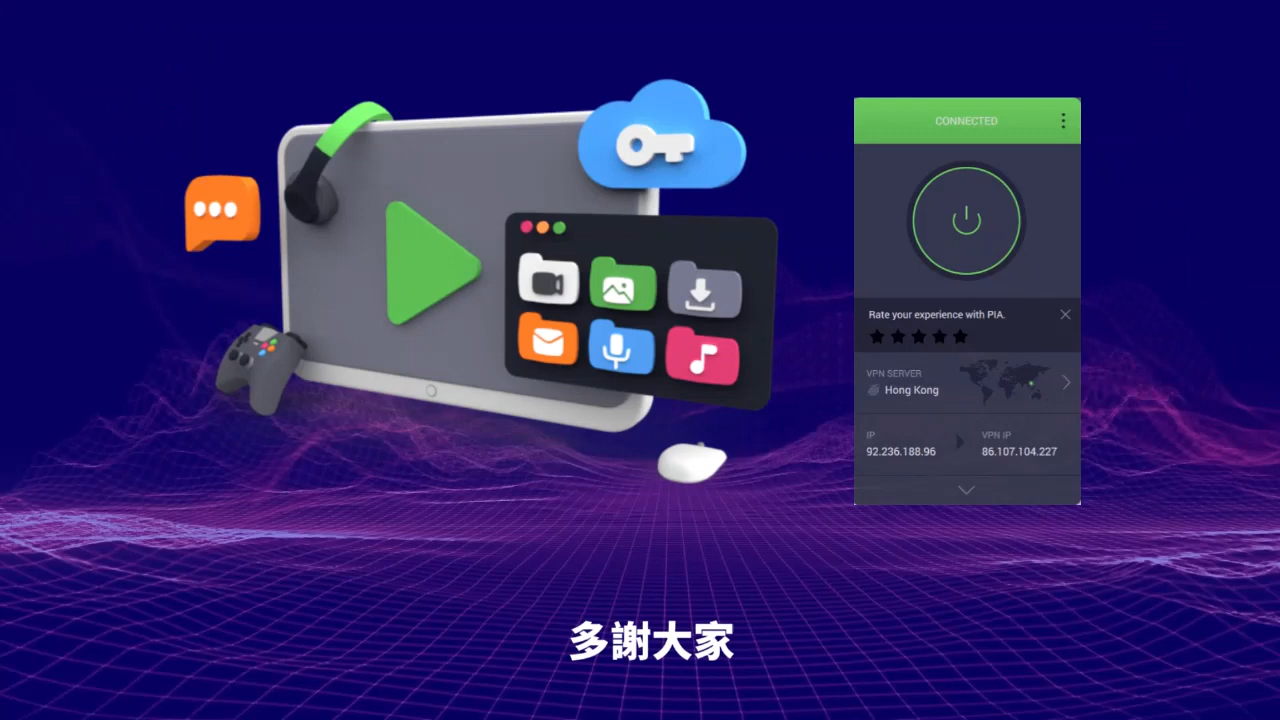 CONNECTED
Rate your experience with PIA.
VPN SERVER
Hong Kong
IP
VPN IP
92.236.188.96
86.107.104.227
多謝大家